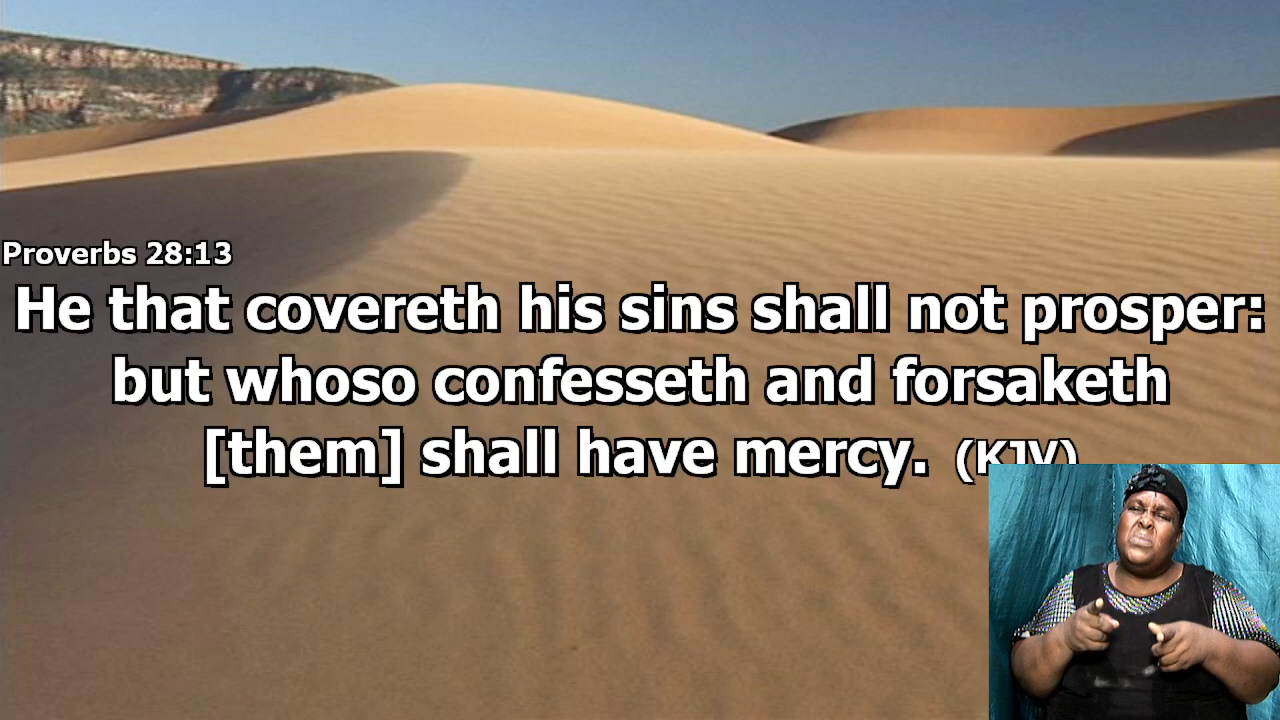 Proverbs 28:13
He that covereth his sins shall not prosper:
but whoso confesseth and forsaketh
[them] shall have mercy. (KJV)